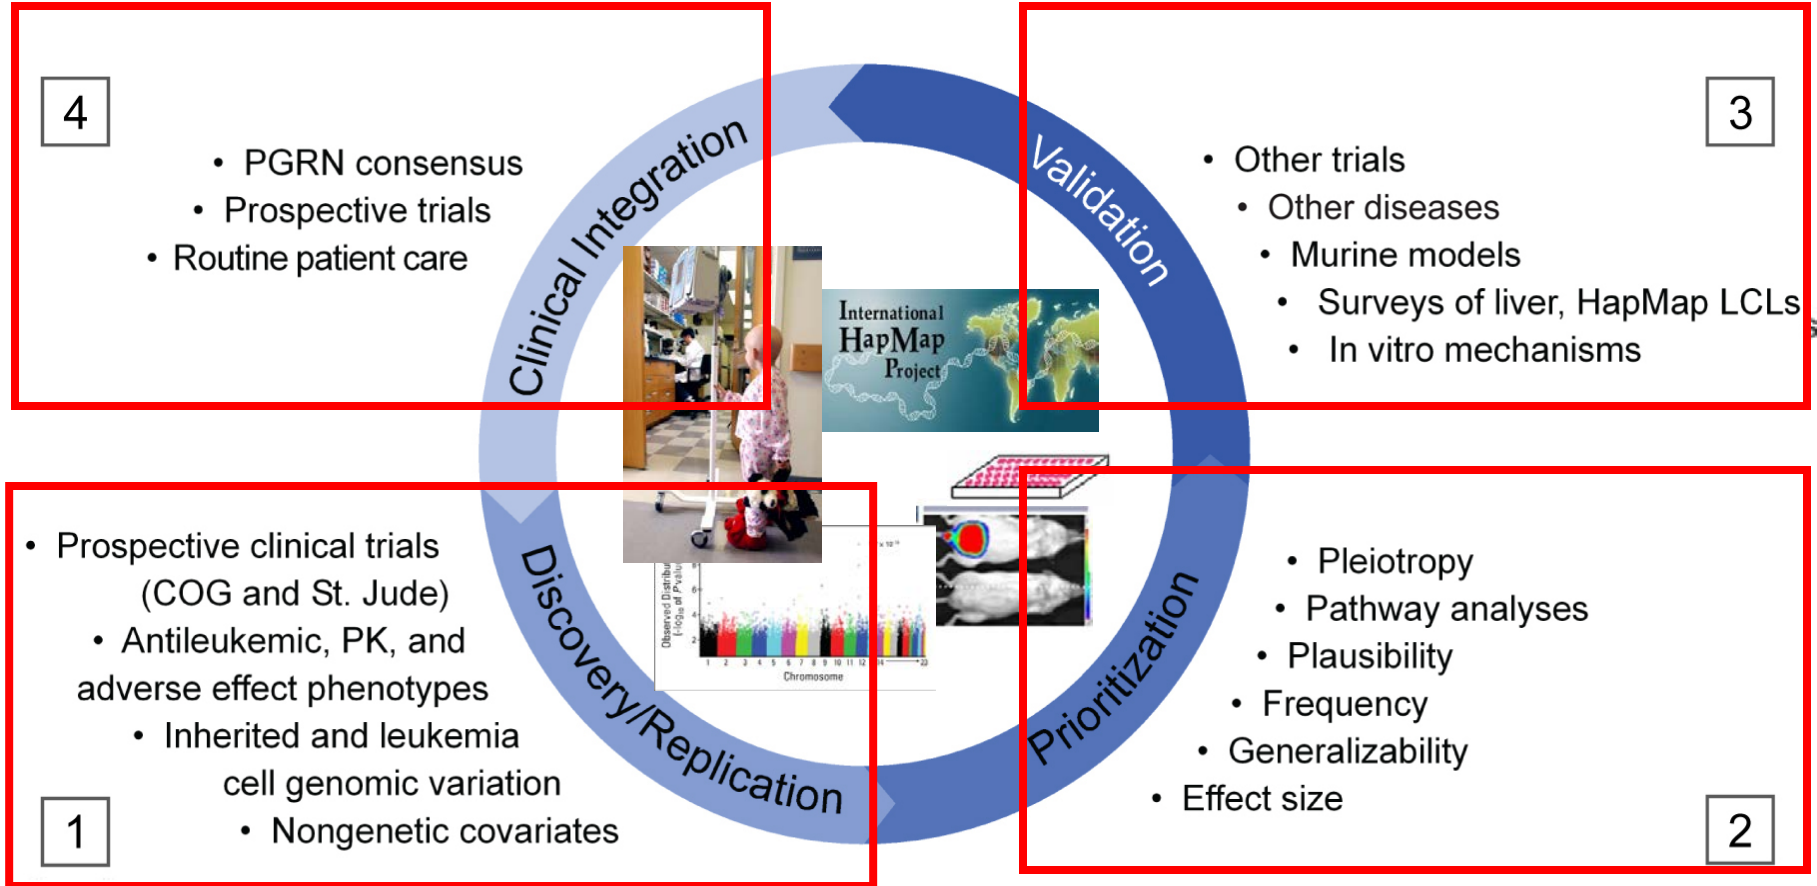 4
• PGRN consensus
• Prospective trials
• Routine patient care
Clinical Integration
3
• Other trials
• Other diseases
• Murine models
• Surveys of liver, HapMap LCLs
• In vitro mechanisms
Validation
International
HapMap
Project
1
• Prospective clinical trials
(COG and St. Jude)
• Antileukemic, PK, and
adverse effect phenotypes
• Inherited and leukemia
cell genomic variation
• Nongenetic covariates
Discovery/Replication
Chromosome
2
• Pleiotropy
• Pathway analyses
• Plausibility
• Frequency
• Generalizability
• Effect size
Prioritization